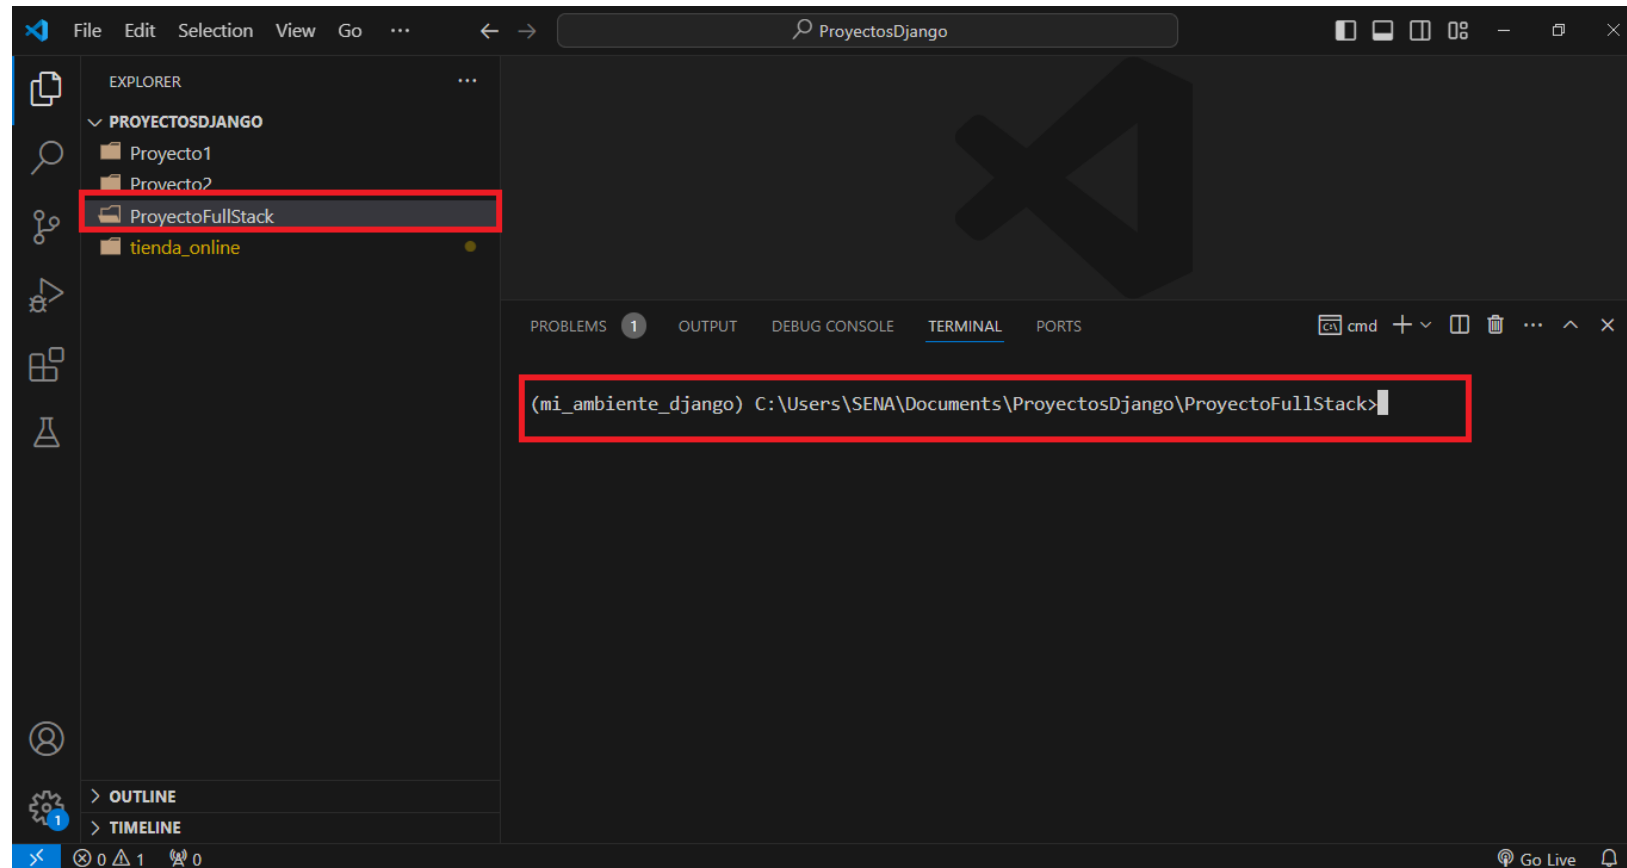 File Edit Selection View Go ··· ← → ProyectosDjango
EXPLORER ···
PROYECTOSDJANGO
Proyecto1
Proyecto2
ProyectoFullStack
tienda_online
PROBLEMS 1 OUTPUT DEBUG CONSOLE TERMINAL PORTS cmd
(mi_ambiente_django) C:\Users\SENA\Documents\ProyectosDjango\ProyectoFullStack>
1
OUTLINE
TIMELINE
0 1 0 Go Live